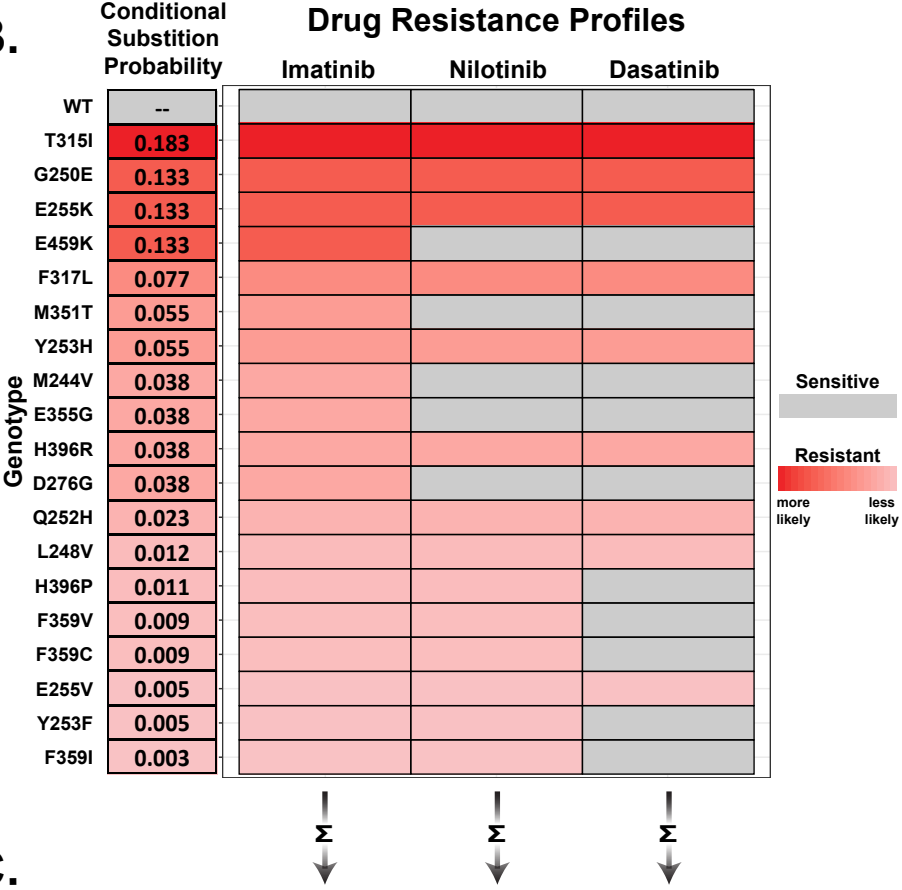 B.
Conditional
Substition
Probability
Drug Resistance Profiles
Imatinib Nilotinib Dasatinib
Genotype
WT --
T315I 0.183
G250E 0.133
E255K 0.133
E459K 0.133
F317L 0.077
M351T 0.055
Y253H 0.055
M244V 0.038
E355G 0.038
H396R 0.038
D276G 0.038
Q252H 0.023
L248V 0.012
H396P 0.011
F359V 0.009
F359C 0.009
E255V 0.005
Y253F 0.005
F359I 0.003
Sensitive
Resistant
more less
likely likely
Σ Σ Σ
C.